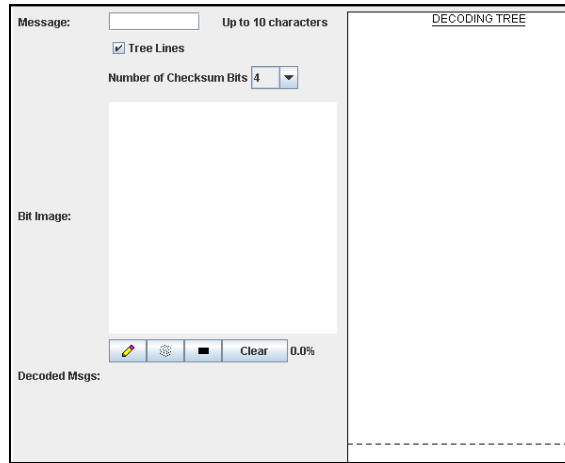 Message: Up to 10 characters
Tree Lines
Number of Checksum Bits 4
Bit Image:
Clear 0.0%
Decoded Msgs:
DECODING TREE